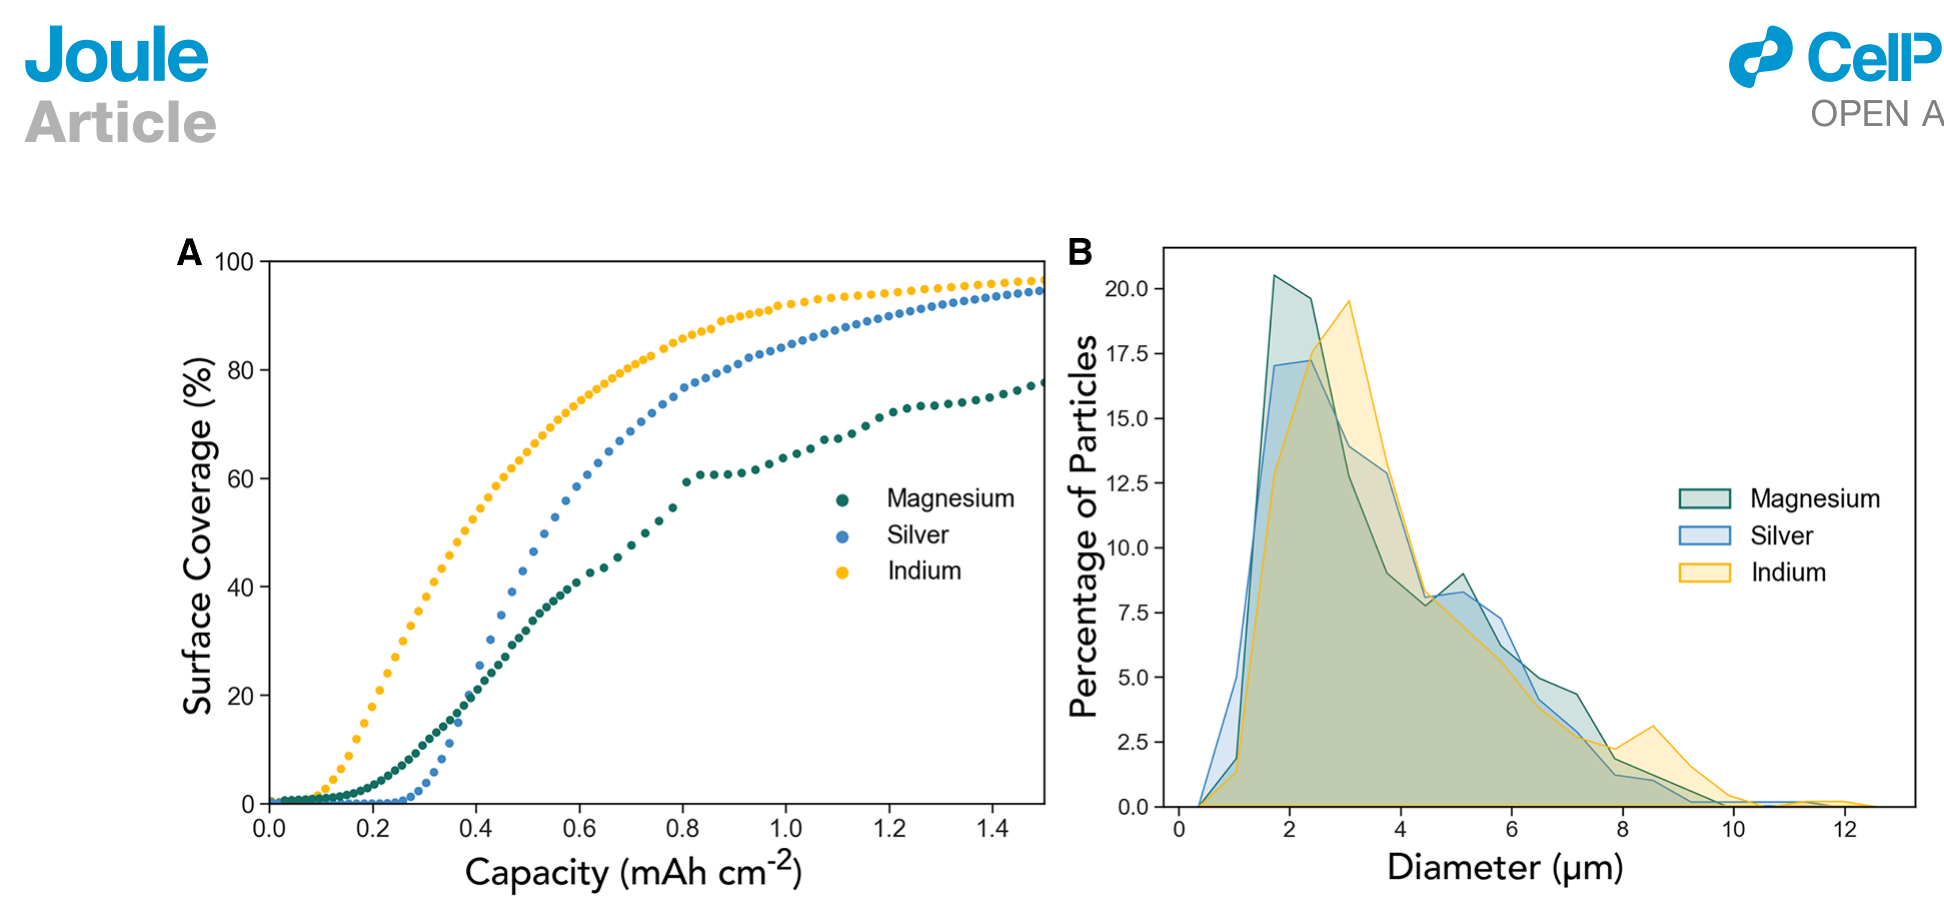 Joule
Article
CellP
OPEN A
A
100
80
60
40
20
0
0.0 0.2 0.4 0.6 0.8 1.0 1.2 1.4
Surface Coverage (%)
Capacity (mAh cm-2)
Magnesium
Silver
Indium
B
20.0
17.5
15.0
12.5
10.0
7.5
5.0
2.5
0.0
0 2 4 6 8 10 12
Percentage of Particles
Diameter (μm)
Magnesium
Silver
Indium